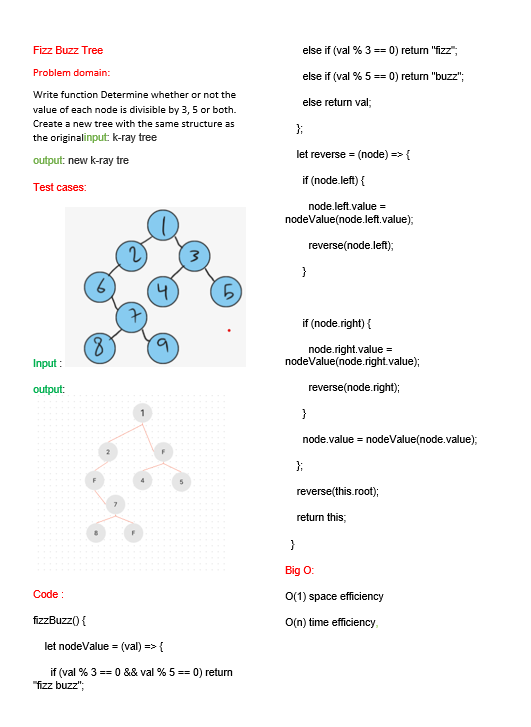 Fizz Buzz Tree
Problem domain:
Write function Determine whether or not the
value of each node is divisible by 3, 5 or both.
Create a new tree with the same structure as
the originalinput: k-ray tree
output: new k-ray tre
Test cases:
1
2
3
6
4
5
7
8
9
Input :
output:
1
2
F
F
4
5
7
8
F
Code :
fizzBuzz() {
let nodeValue = (val) => {
if (val % 3 == 0 && val % 5 == 0) return
"fizz buzz";
else if (val % 3 == 0) return "fizz";
else if (val % 5 == 0) return "buzz";
else return val;
};
let reverse = (node) => {
if (node.left) {
node.left.value =
nodeValue(node.left.value);
reverse(node.left);
}
if (node.right) {
node.right.value =
nodeValue(node.right.value);
reverse(node.right);
}
node.value = nodeValue(node.value);
};
reverse(this.root);
return this;
}
Big O:
O(1) space efficiency
O(n) time efficiency.